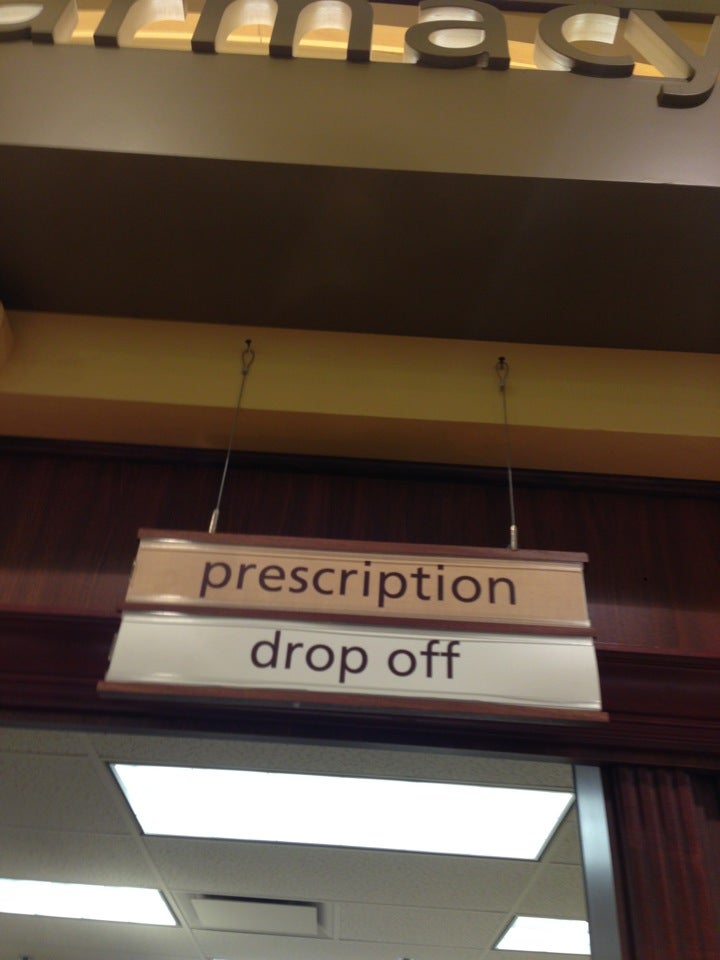 armacy
prescription
drop off